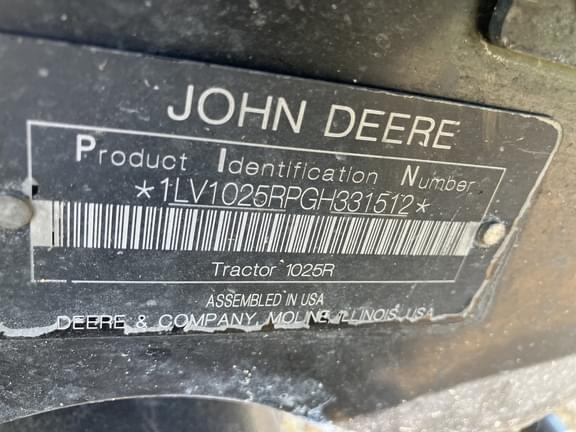 JOHN DEERE
Product Identification Number
*1LV1025RPGH331512*
Tractor 1025R
ASSEMBLED IN USA
DEERE & COMPANY, MOLINE ILLINOIS USA